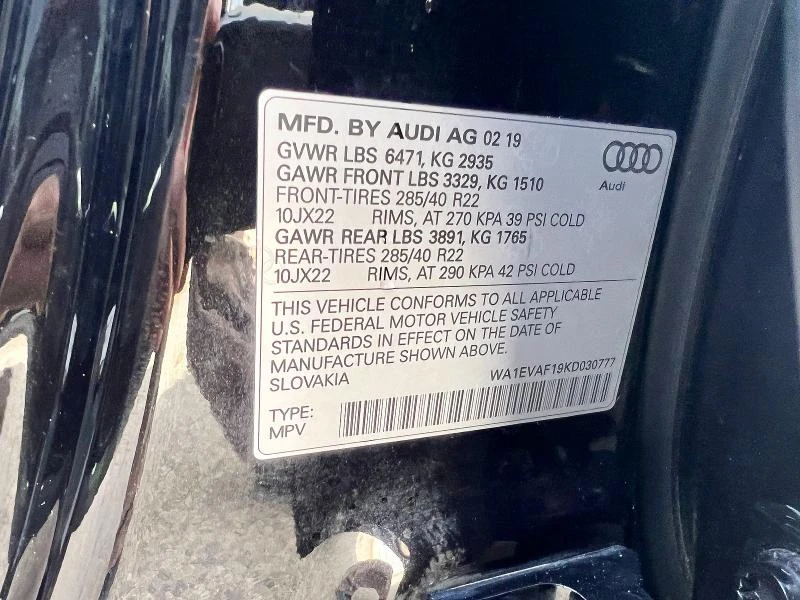 MFD. BY AUDI AG 02 19
GVWR LBS 6471, KG 2935
GAWR FRONT LBS 3329, KG 1510
FRONT-TIRES 285/40 R22
10JX22 RIMS, AT 270 KPA 39 PSI COLD
GAWR REAR LBS 3891, KG 1765
REAR-TIRES 285/40 R22
10JX22 RIMS, AT 290 KPA 42 PSI COLD
Audi
THIS VEHICLE CONFORMS TO ALL APPLICABLE
U.S. FEDERAL MOTOR VEHICLE SAFETY
STANDARDS IN EFFECT ON THE DATE OF
MANUFACTURE SHOWN ABOVE.
SLOVAKIA WA1EVAF19KD030777
TYPE:
MPV